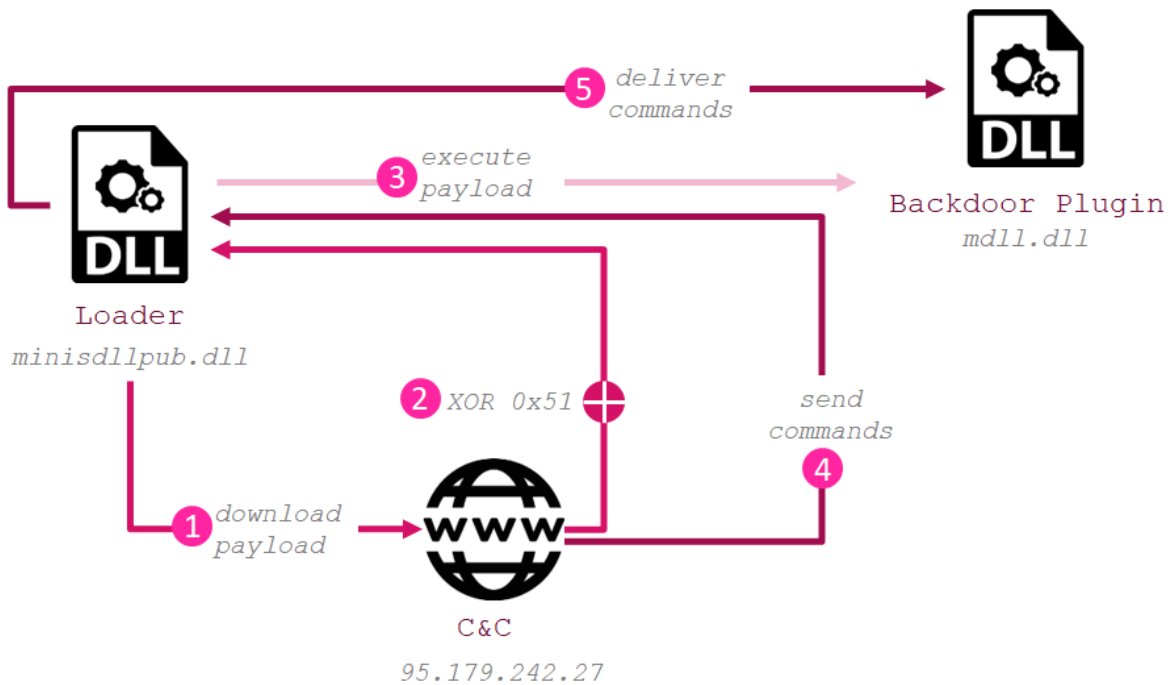 5
deliver
commands
DLL
Backdoor Plugin
mdll.dll
3
execute
payload
DLL
Loader
minisdllpub.dll
2
XOR 0x51
send
commands
4
1
download
payload
WWW
C&C
95.179.242.27